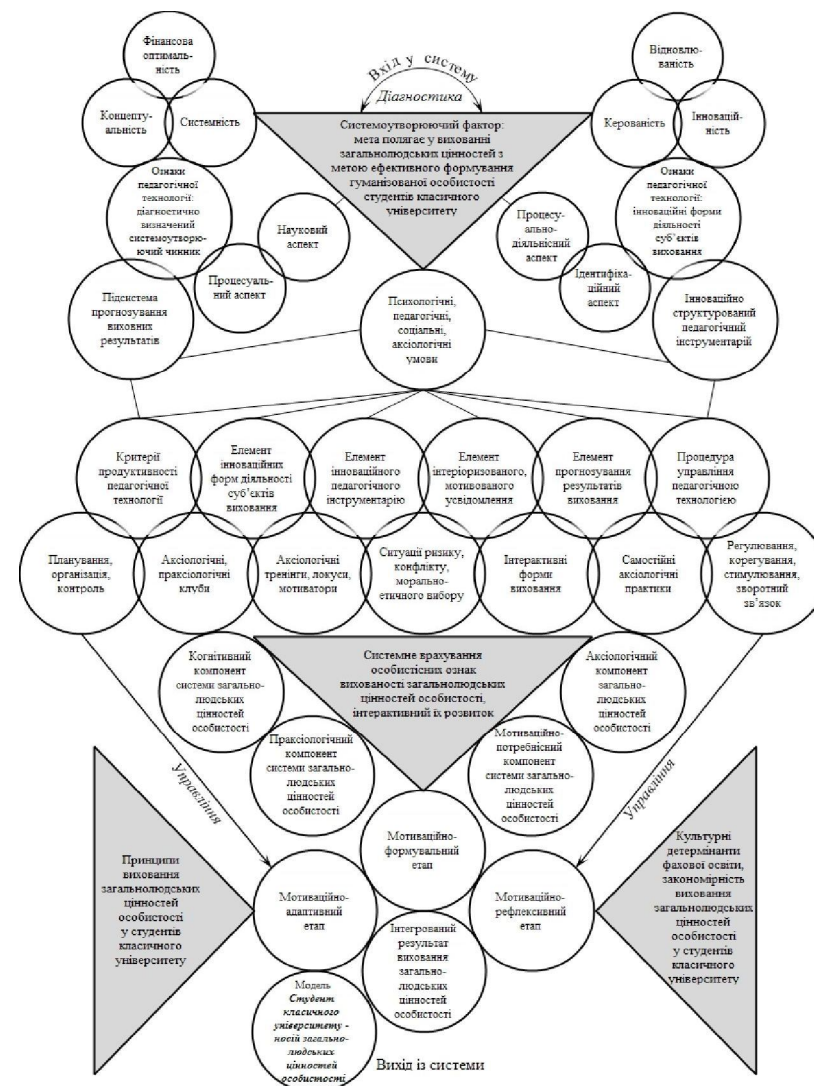 Фінансова
оптималь-
ність
Концепту-
альність
Системність
Вхід у систему
Діагностика
Відновлю-
ваність
Керованість
Інновацій-
ність
Системоутворюючий фактор:
мета полягає у вихованні
загальнолюдських цінностей з
метою ефективного формування
гуманізованої особистості
студентів класичного
університету
Ознаки
педагогічної
технології:
діагностично
визначений
системоутворю-
ючий чинник
Науковий
аспект
Процесуаль-
ний аспект
Підсистема
прогнозування
виховних
результатів
Ознаки
педагогічної
технології:
інноваційні форми
діяльності
суб’єктів
виховання
Процесу-
ально-
діяльнісний
аспект
Ідентифіка-
ційний
аспект
Інноваційно
структурований
педагогічний
інструментарій
Психологічні,
педагогічні,
соціальні,
аксіологічні
умови
Критерії
продуктивності
педагогічної
технології
Елемент
інноваційних
форм діяльності
суб’єктів
виховання
Елемент
інноваційного
педагогічного
інструментарію
Елемент
інтеріоризованого,
мотивованого
усвідомлення
Елемент
прогнозування
результатів
виховання
Процедура
управління
педагогічною
технологією
Планування,
організація,
контроль
Аксіологічні,
праксіологічні
клуби
Аксіологічні
тренінги, локуси,
мотиватори
Ситуації ризику,
конфлікту,
морально-
етичного вибору
Інтерактивні
форми
виховання
Самостійні
аксіологічні
практики
Регулювання,
корегування,
стимулювання,
зворотний
зв’язок
Когнітивний
компонент
системи загально-
людських
цінностей
особистості
Системне врахування
особистісних ознак
вихованості загальнолюдських
цінностей особистості,
інтерактивний їх розвиток
Аксіологічний
компонент
загально-
людських
цінностей
особистості
Праксіологічний
компонент
системи загально-
людських
цінностей
особистості
Мотиваційно-
потребнісний
компонент
системи загаль-
нолюдських
цінностей
особистості
Управління
Управління
Мотиваційно-
формувальний
етап
Принципи
виховання
загальнолюдських
цінностей
особистості
у студентів
класичного
університету
Мотиваційно-
адаптивний
етап
Мотиваційно-
рефлексивний
етап
Культурні
детермінанти
фахової освіти,
закономірність
виховання
загальнолюдських
цінностей
особистості
у студентів
класичного
університету
Інтегрований
результат
виховання
загально-
людських
цінностей
особистості
Модель
Студент
класичного
університету -
носій загально-
людських
цінностей
особистості
Вихід із системи